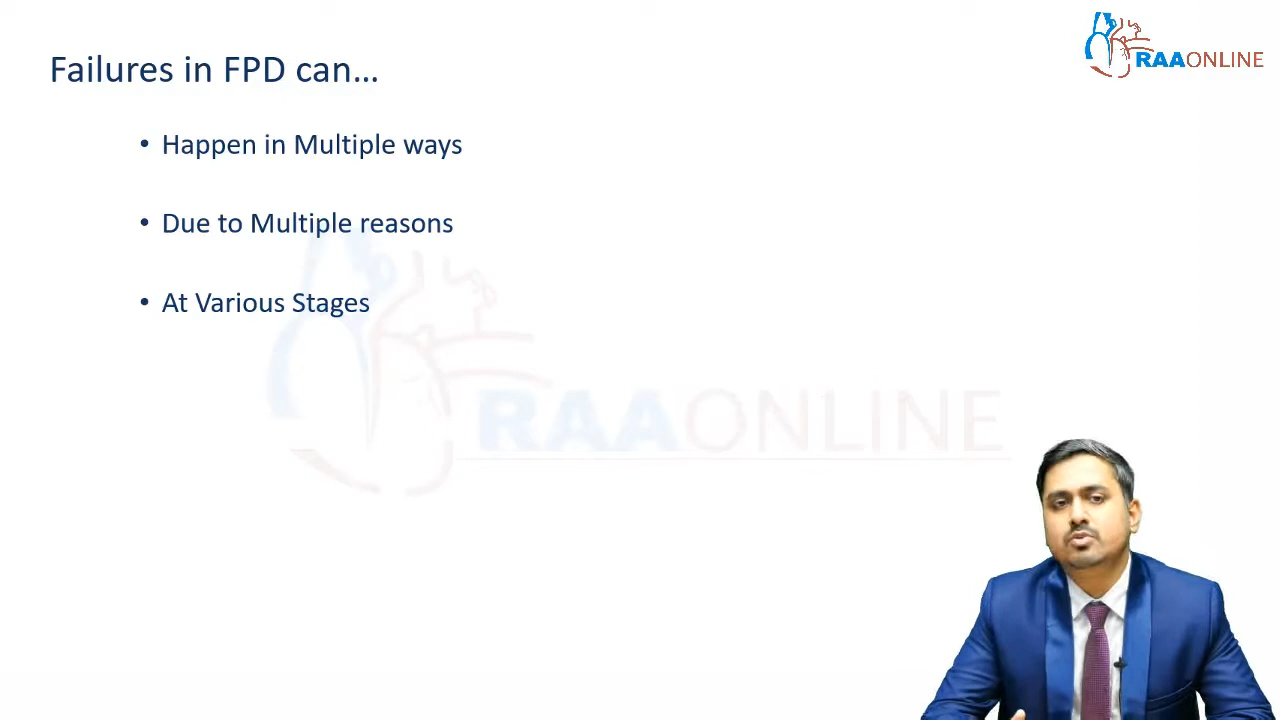 RAAONLINE
Failures in FPD can...
• Happen in Multiple ways
• Due to Multiple reasons
• At Various Stages
RAAONLINE